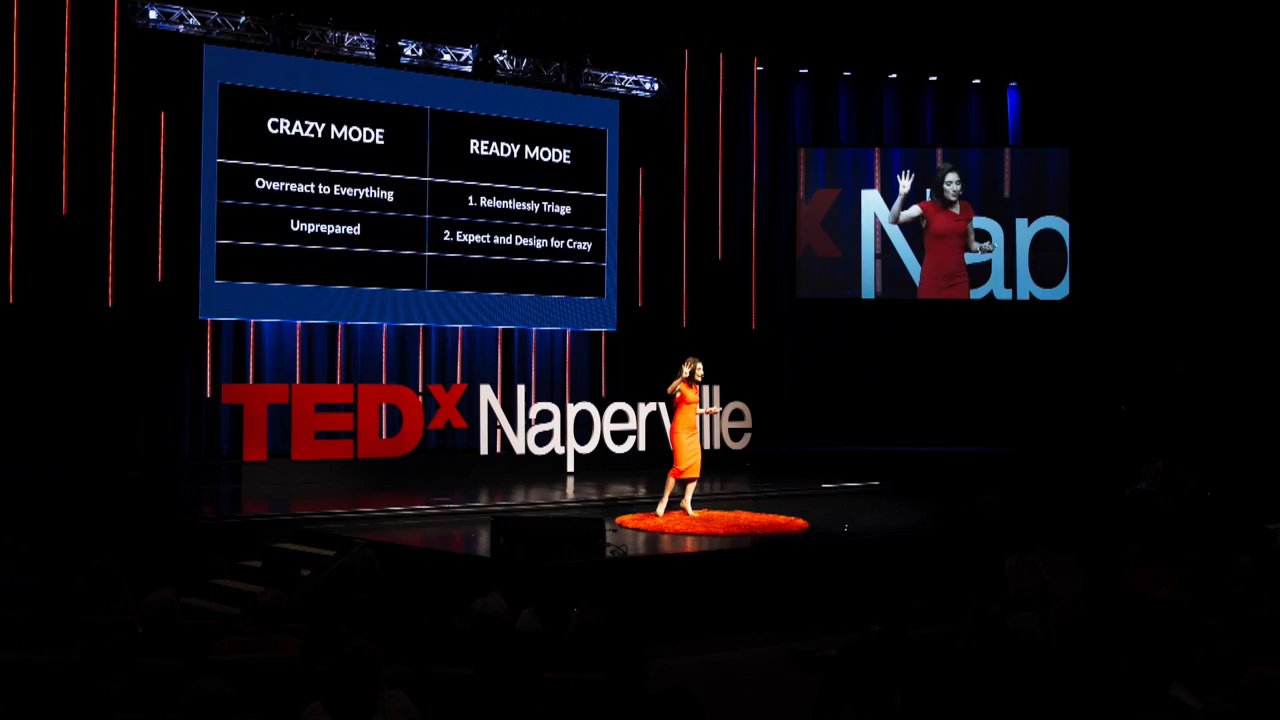 CRAZY MODE READY MODE
Overreact to Everything 1. Relentlessly Triage
Unprepared 2. Expect and Design for Crazy
x Nap
TEDx Naperville